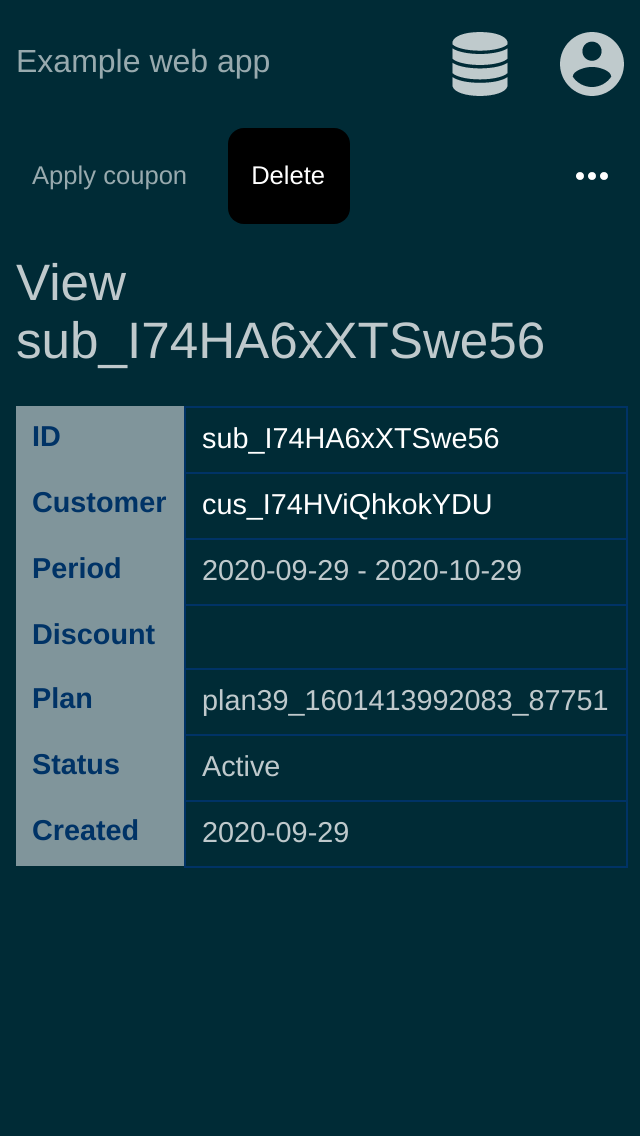 Example web app
Apply coupon Delete
View
sub_I74HA6xXTSwe56
ID sub_I74HA6xXTSwe56
Customer cus_I74HViQhkokYDU
Period 2020-09-29 - 2020-10-29
Discount
Plan plan39_1601413992083_87751
Status Active
Created 2020-09-29